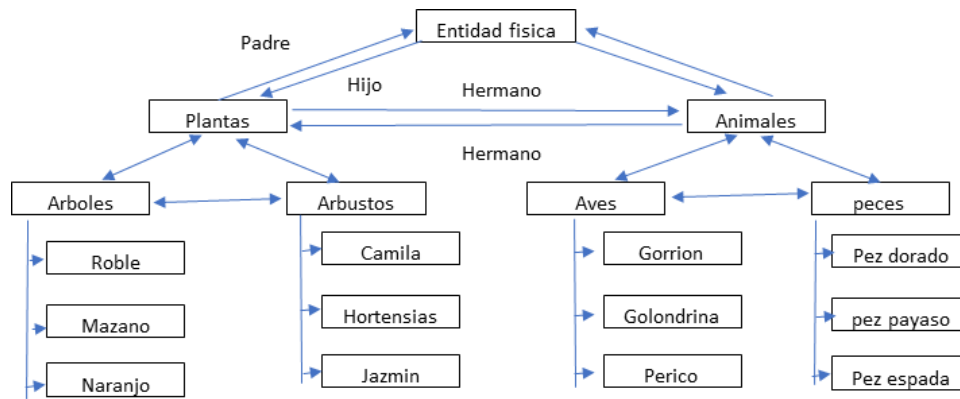 Entidad fisica
Padre
Hijo
Hermano
Plantas
Animales
Hermano
Arboles
Arbustos
Aves
peces
Roble
Camila
Gorrion
Pez dorado
Mazano
Hortensias
Golondrina
pez payaso
Naranjo
Jazmin
Perico
Pez espada